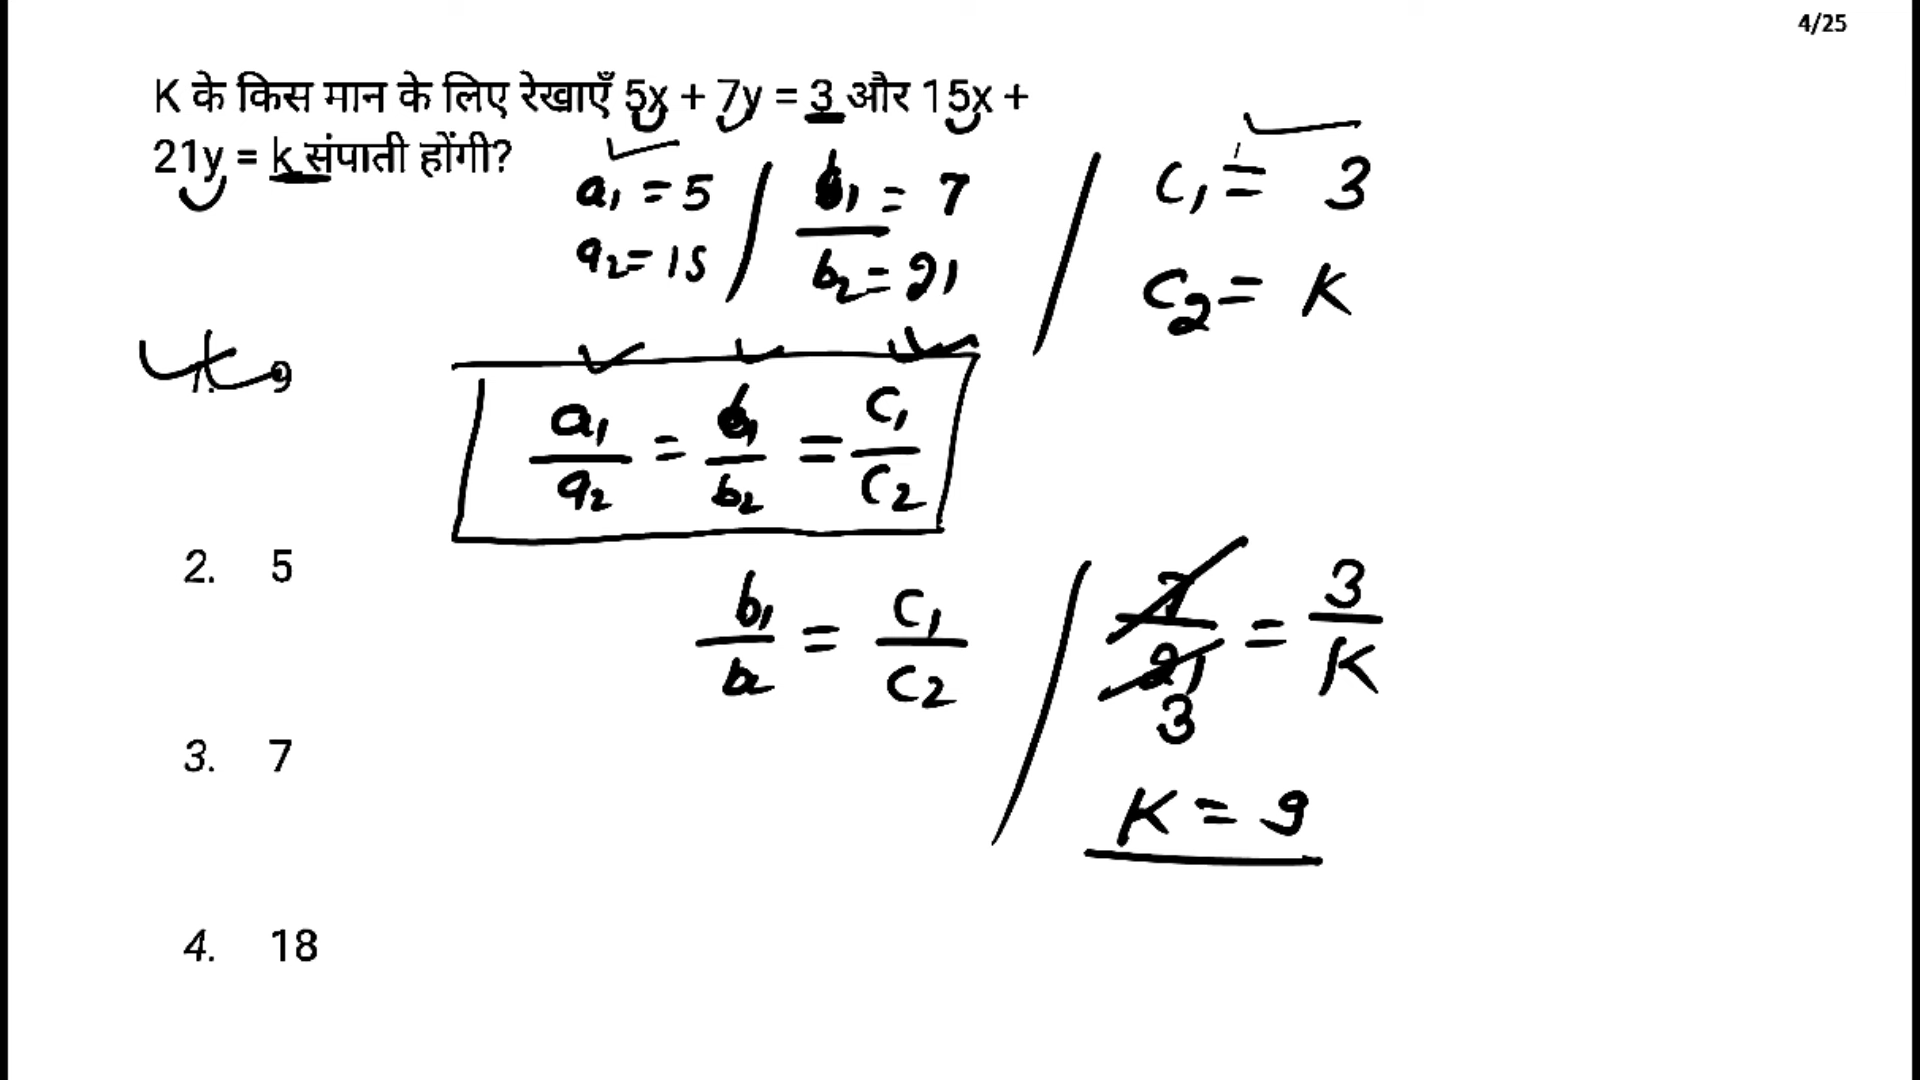 4/25
K के किस मान के लिए रेखाएँ 5x + 7y = 3 और 15x +
21y = k संपाती होंगी?
a₁ = 5 / b₁ = 7 / c₁ = 3
a₂ = 15 b₂ = 21 c₂ = K
1. 9
a₁/a₂ = b₁/b₂ = c₁/c₂
2. 5
b₁/b₂ = c₁/c₂ / 7/21 = 3/K
3
3. 7
K = 9
4. 18